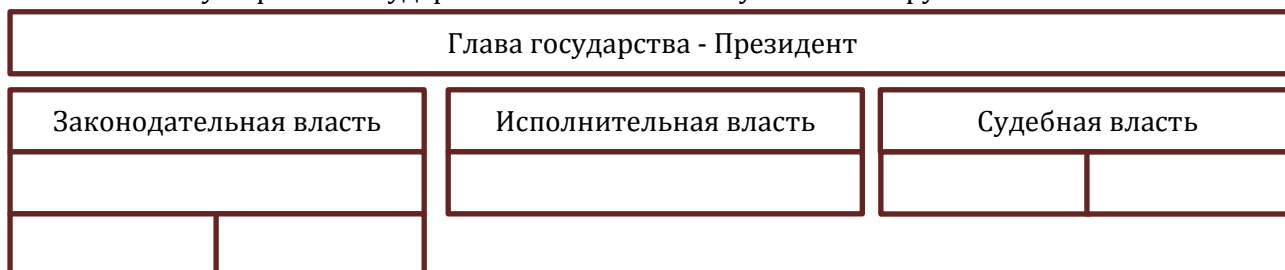 Глава государства - Президент
Законодательная власть
Исполнительная власть
Судебная власть